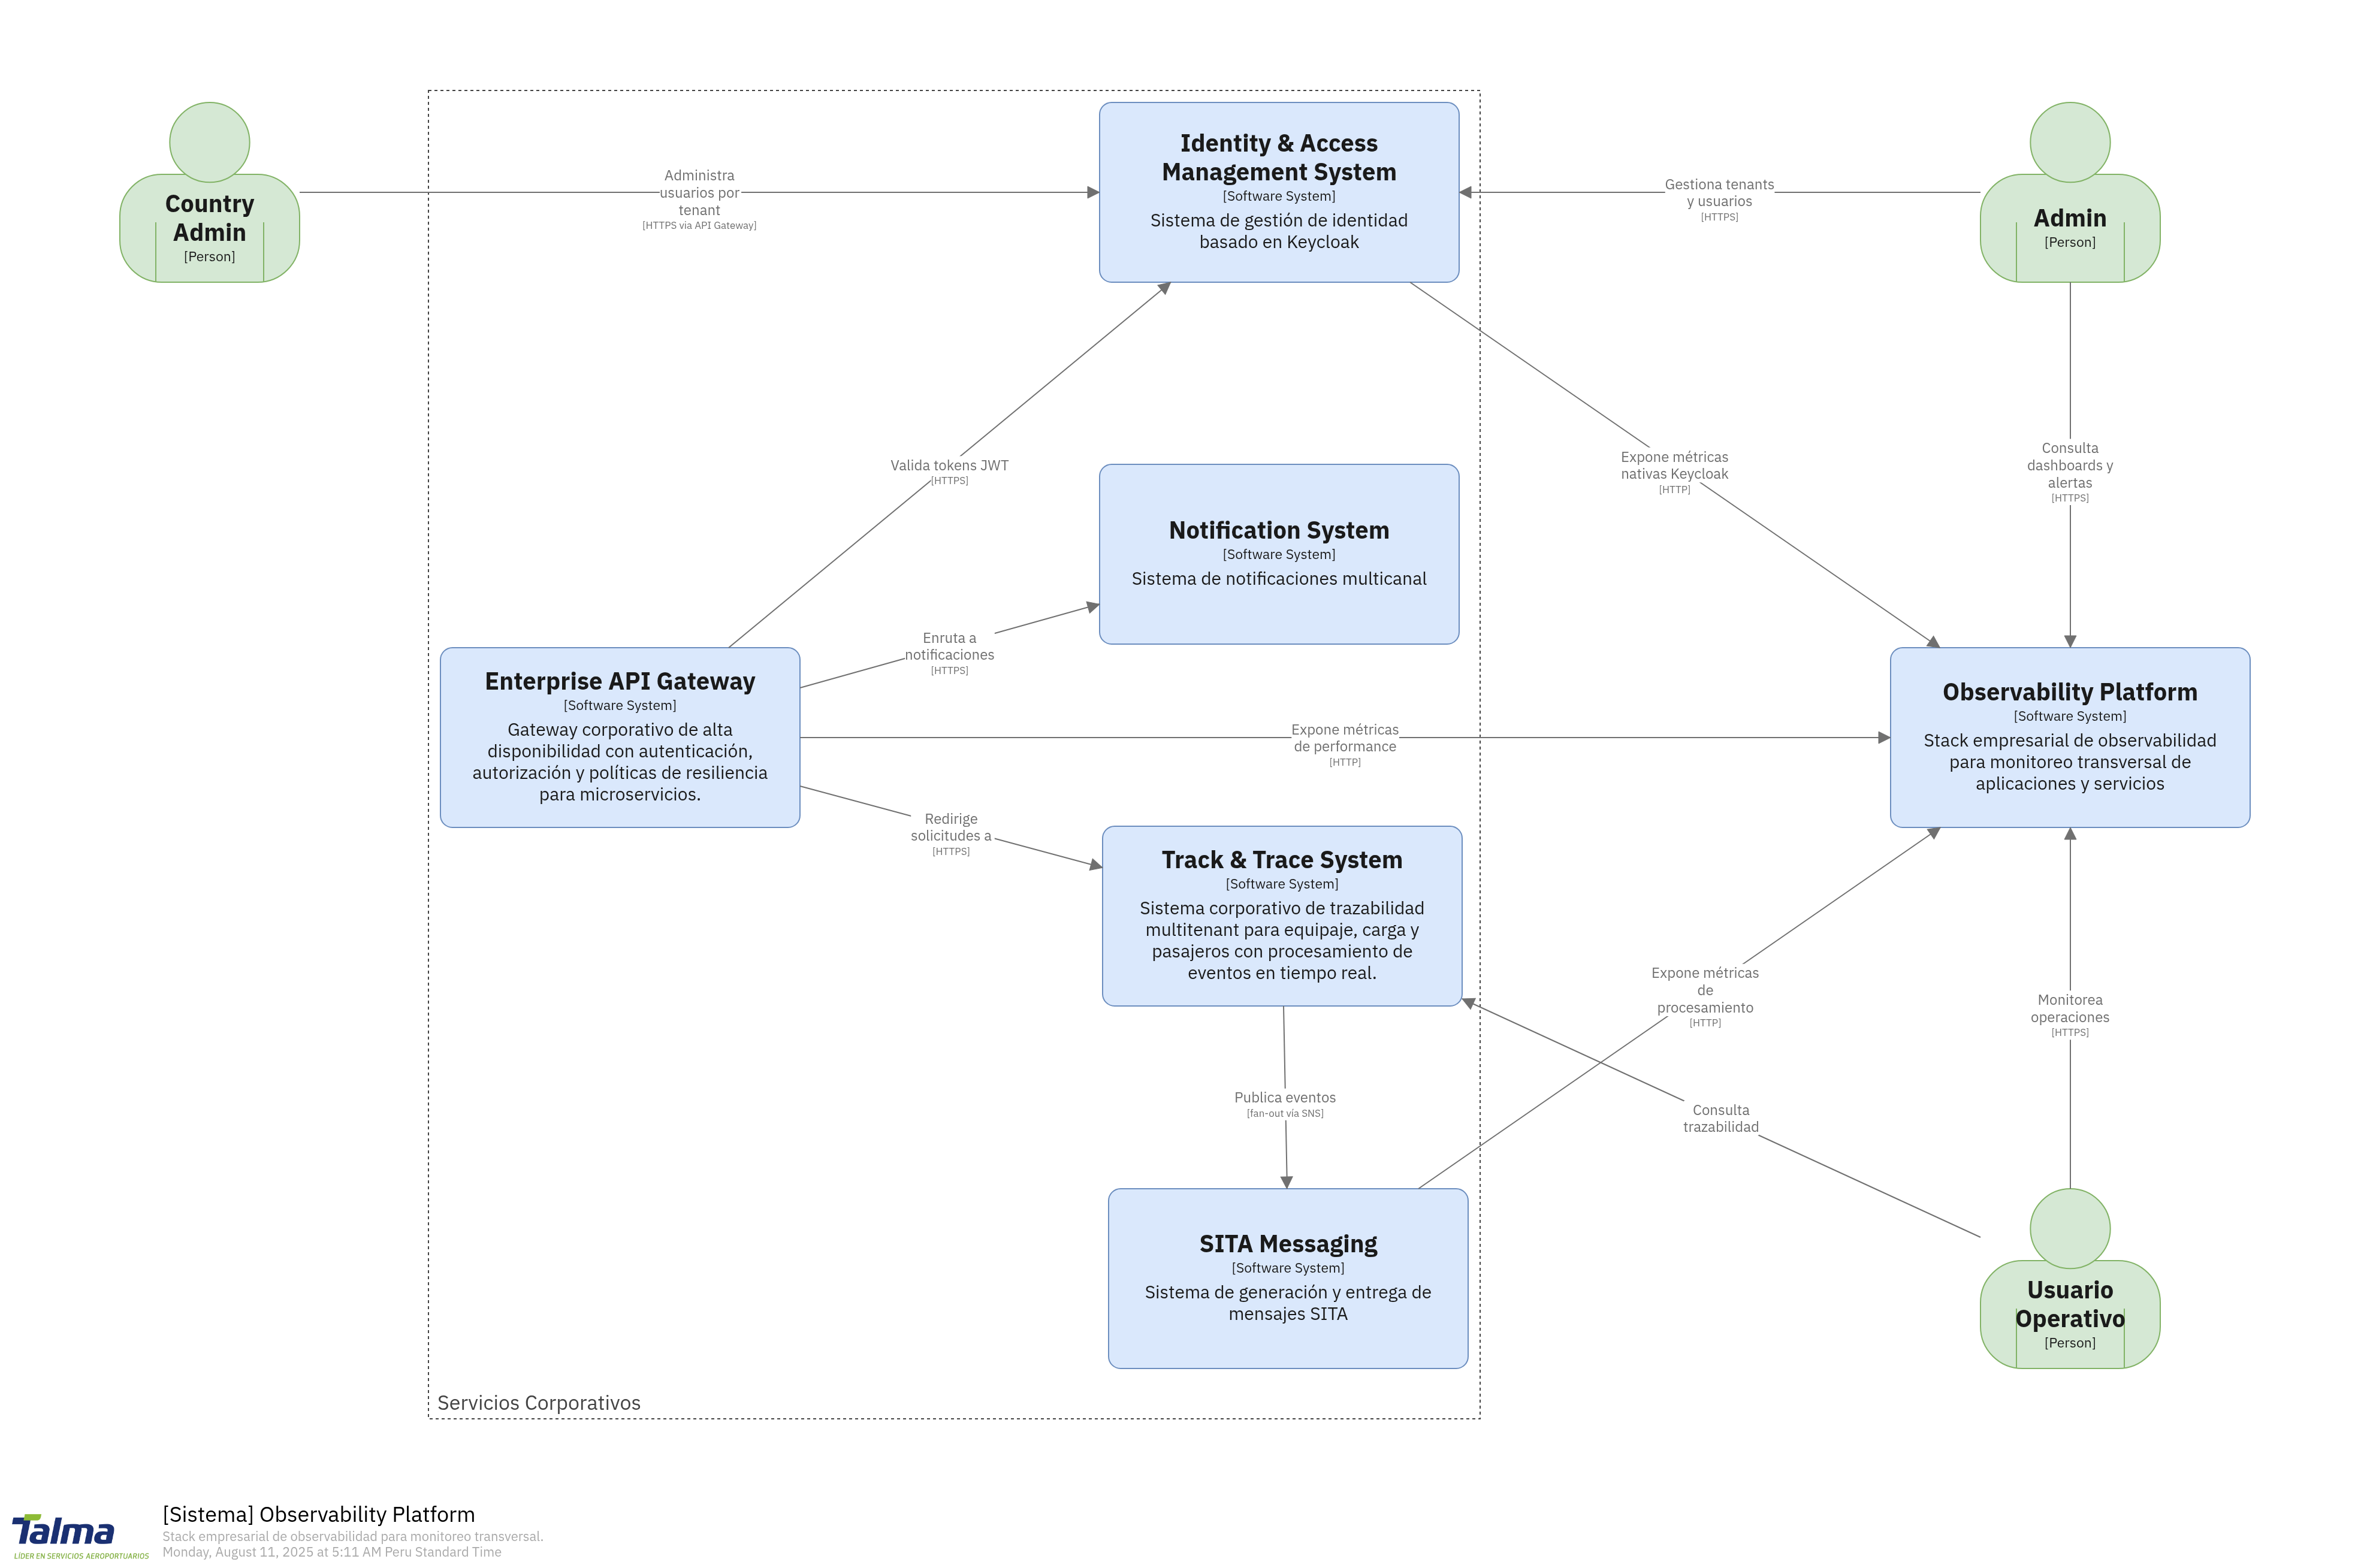 Country
Admin
[Person]
Administra
usuarios por
tenant
[HTTPS via API Gateway]
Identity & Access
Management System
[Software System]
Sistema de gestión de identidad
basado en Keycloak
Gestiona tenants
y usuarios
[HTTPS]
Admin
[Person]
Valida tokens JWT
[HTTPS]
Expone métricas
nativas Keycloak
[HTTP]
Consulta
dashboards y
alertas
[HTTPS]
Notification System
[Software System]
Sistema de notificaciones multicanal
Enruta a
notificaciones
[HTTPS]
Enterprise API Gateway
[Software System]
Gateway corporativo de alta
disponibilidad con autenticación,
autorización y políticas de resiliencia
para microservicios.
Expone métricas
de performance
[HTTP]
Observability Platform
[Software System]
Stack empresarial de observabilidad
para monitoreo transversal de
aplicaciones y servicios
Redirige
solicitudes a
[HTTPS]
Track & Trace System
[Software System]
Sistema corporativo de trazabilidad
multitenant para equipaje, carga y
pasajeros con procesamiento de
eventos en tiempo real.
Expone métricas
de
procesamiento
[HTTP]
Monitorea
operaciones
[HTTPS]
Publica eventos
[fan-out vía SNS]
Consulta
trazabilidad
SITA Messaging
[Software System]
Sistema de generación y entrega de
mensajes SITA
Usuario
Operativo
[Person]
Servicios Corporativos
Talma
LÍDER EN SERVICIOS AEROPORTUARIOS
[Sistema] Observability Platform
Stack empresarial de observabilidad para monitoreo transversal.
Monday, August 11, 2025 at 5:11 AM Peru Standard Time